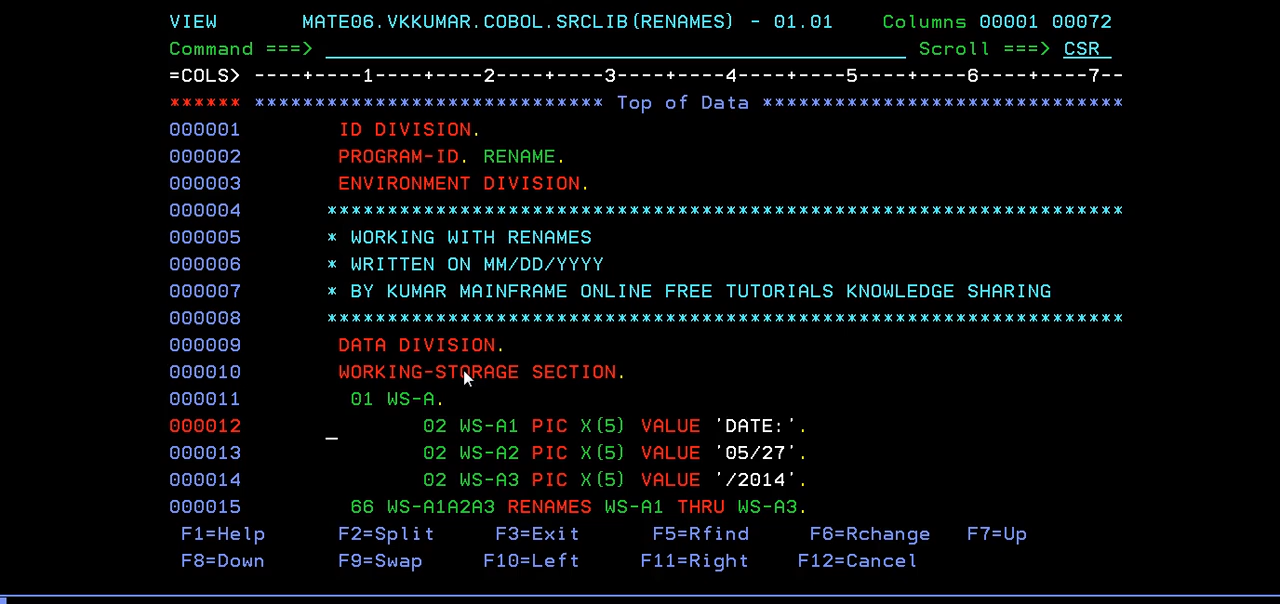 VIEW MATE06.VKKUMAR.COBOL.SRCLIB(RENAMES) - 01.01 Columns 00001 00072
Command ===> Scroll ===> CSR
=COLS> ----+----1----+----2----+----3----+----4----+----5----+----6----+----7--
****** ***************************** Top of Data ******************************
000001 ID DIVISION.
000002 PROGRAM-ID. RENAME.
000003 ENVIRONMENT DIVISION.
000004 ******************************************************************
000005 * WORKING WITH RENAMES
000006 * WRITTEN ON MM/DD/YYYY
000007 * BY KUMAR MAINFRAME ONLINE FREE TUTORIALS KNOWLEDGE SHARING
000008 ******************************************************************
000009 DATA DIVISION.
000010 WORKING-STORAGE SECTION.
000011 01 WS-A.
000012 02 WS-A1 PIC X(5) VALUE 'DATE:'.
000013 02 WS-A2 PIC X(5) VALUE '05/27'.
000014 02 WS-A3 PIC X(5) VALUE '/2014'.
000015 66 WS-A1A2A3 RENAMES WS-A1 THRU WS-A3.
F1=Help F2=Split F3=Exit F5=Rfind F6=Rchange F7=Up
F8=Down F9=Swap F10=Left F11=Right F12=Cancel